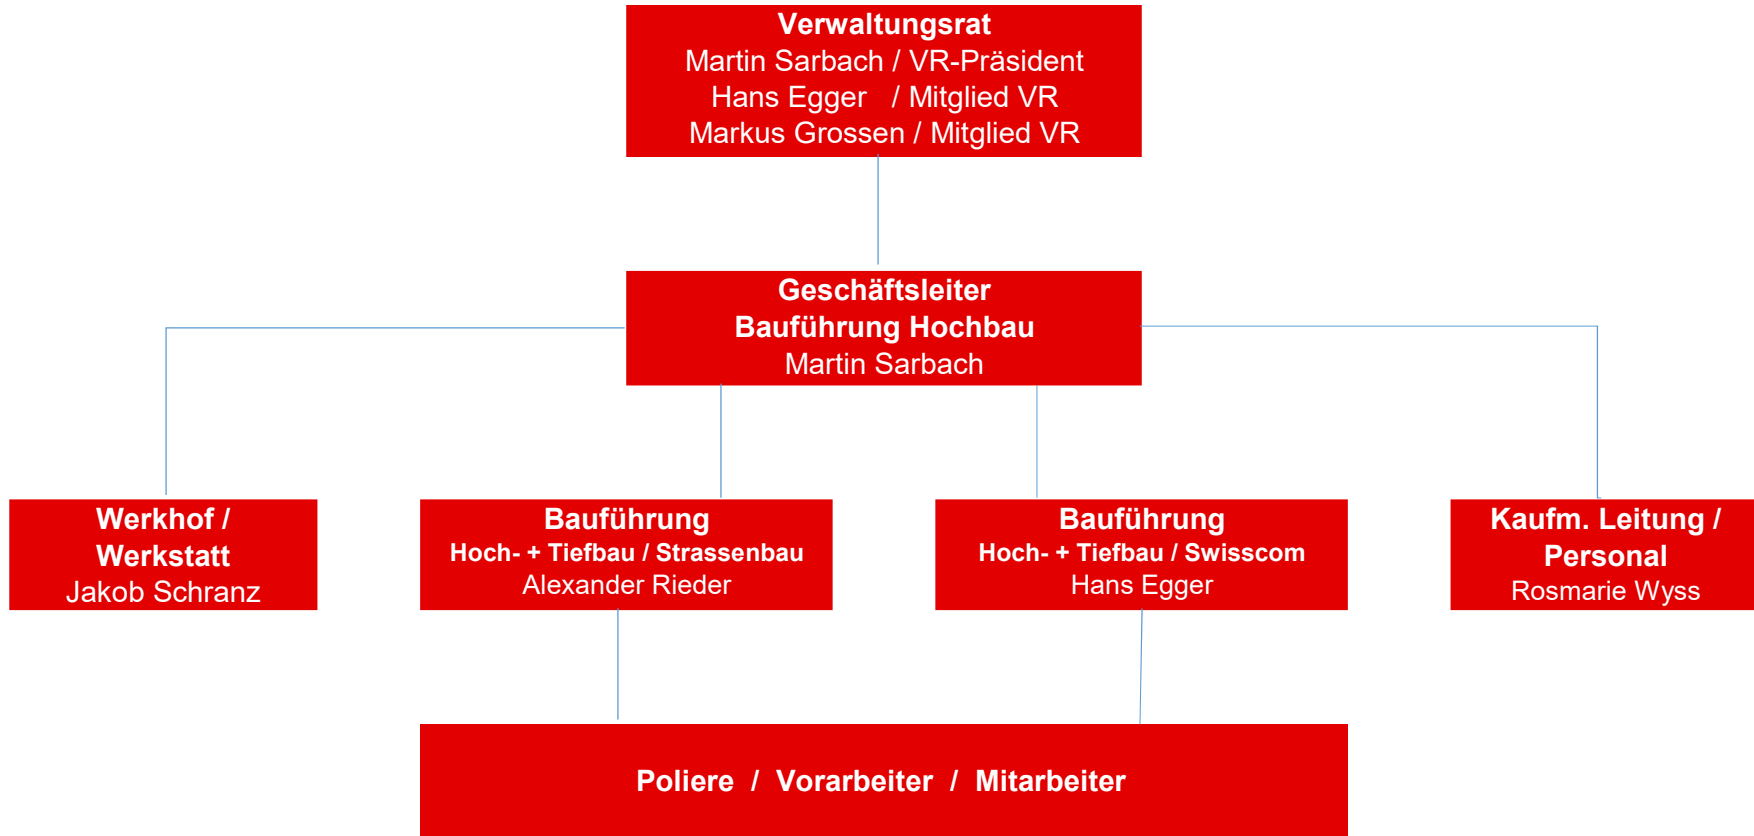 Verwaltungsrat
Martin Sarbach / VR-Präsident
Hans Egger / Mitglied VR
Markus Grossen / Mitglied VR
Geschäftsleiter
Bauführung Hochbau
Martin Sarbach
Werkhof /
Werkstatt
Jakob Schranz
Bauführung
Hoch- + Tiefbau / Strassenbau
Alexander Rieder
Bauführung
Hoch- + Tiefbau / Swisscom
Hans Egger
Kaufm. Leitung /
Personal
Rosmarie Wyss
Poliere / Vorarbeiter / Mitarbeiter